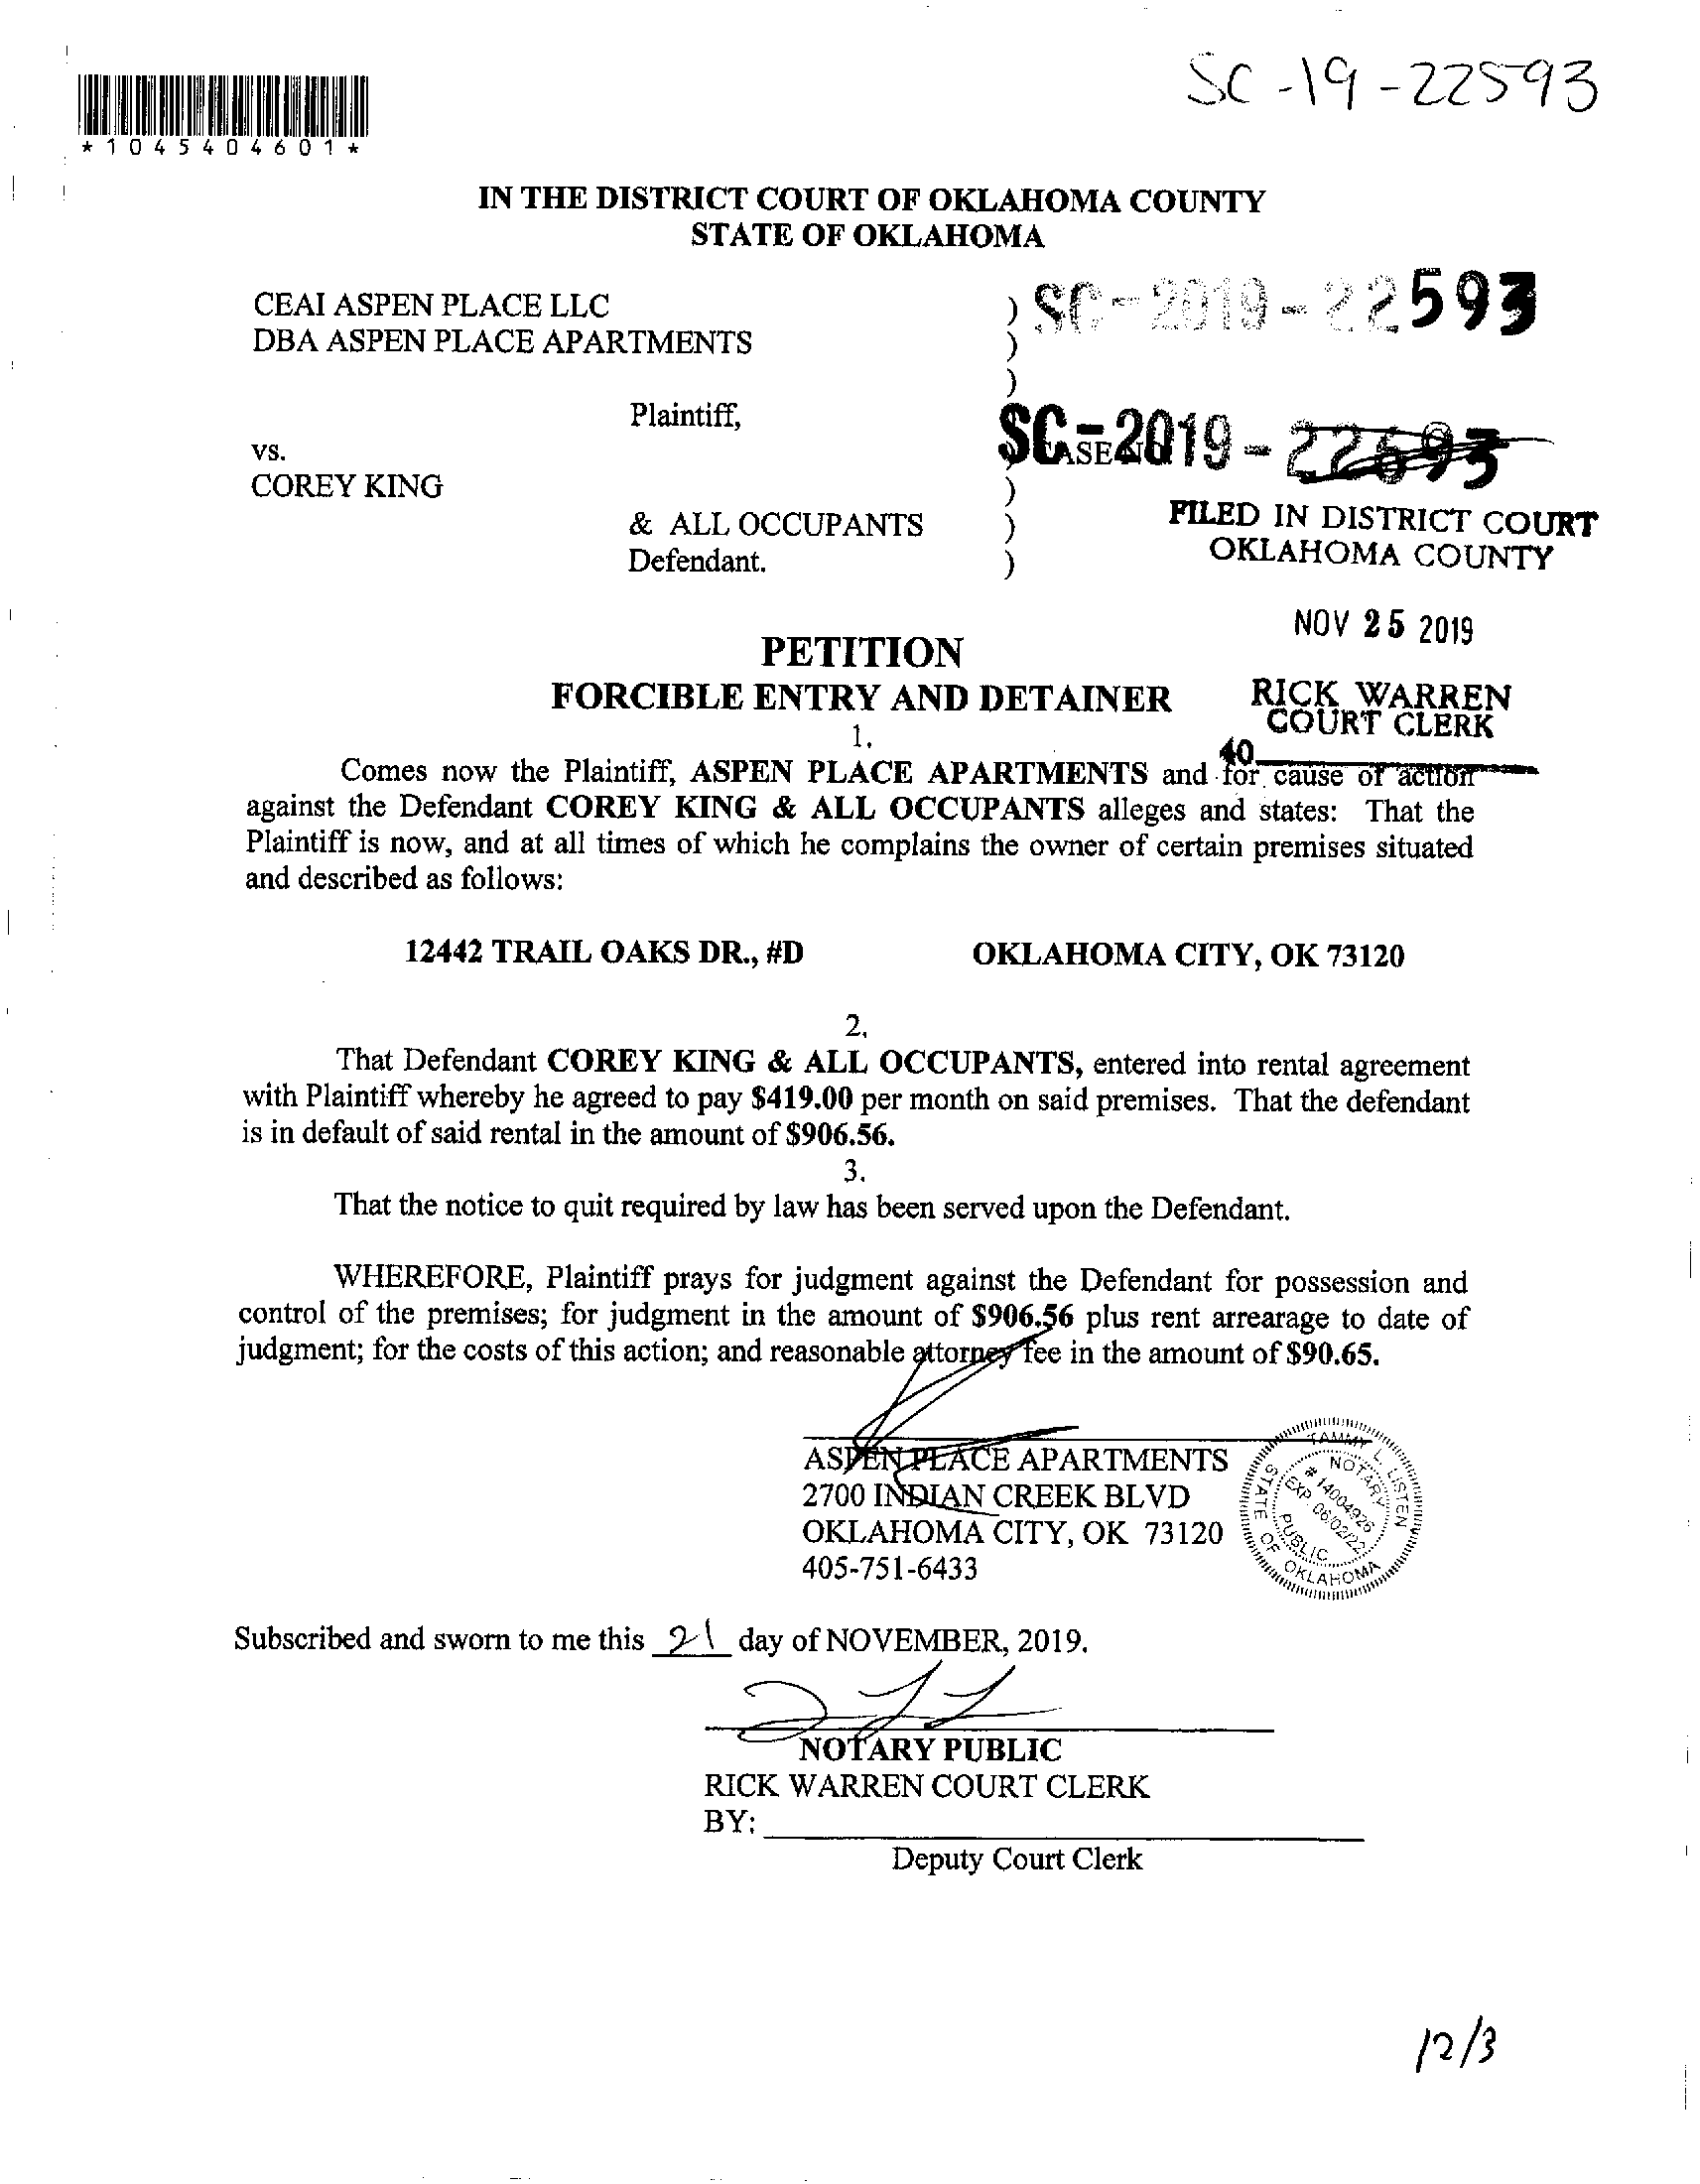 SC-19-22593
*1045404601*
IN THE DISTRICT COURT OF OKLAHOMA COUNTY
STATE OF OKLAHOMA
CEAI ASPEN PLACE LLC
DBA ASPEN PLACE APARTMENTS
) SC-2019-22593
)
)
Plaintiff,
SC-2019-
vs.
COREY KING
)
& ALL OCCUPANTS )
Defendant. )
FILED IN DISTRICT COURT
OKLAHOMA COUNTY
NOV 25 2019
RICK WARREN
COURT CLERK
40
PETITION
FORCIBLE ENTRY AND DETAINER
1.
Comes now the Plaintiff, ASPEN PLACE APARTMENTS and for cause of action
against the Defendant COREY KING & ALL OCCUPANTS alleges and states: That the
Plaintiff is now, and at all times of which he complains the owner of certain premises situated
and described as follows:
12442 TRAIL OAKS DR., #D OKLAHOMA CITY, OK 73120
2.
That Defendant COREY KING & ALL OCCUPANTS, entered into rental agreement
with Plaintiff whereby he agreed to pay $419.00 per month on said premises. That the defendant
is in default of said rental in the amount of $906.56.
3.
That the notice to quit required by law has been served upon the Defendant.
WHEREFORE, Plaintiff prays for judgment against the Defendant for possession and
control of the premises; for judgment in the amount of $906.56 plus rent arrearage to date of
judgment; for the costs of this action; and reasonable attorney fee in the amount of $90.65.
ASPEN PLACE APARTMENTS
2700 INDIAN CREEK BLVD
OKLAHOMA CITY, OK 73120
405-751-6433
TAMMY L. LISTEN
NOTARY
# 14004926
EXP. 06/02/22
PUBLIC
STATE OF OKLAHOMA
Subscribed and sworn to me this 21 day of NOVEMBER, 2019.
NOTARY PUBLIC
RICK WARREN COURT CLERK
BY:
Deputy Court Clerk
12/3